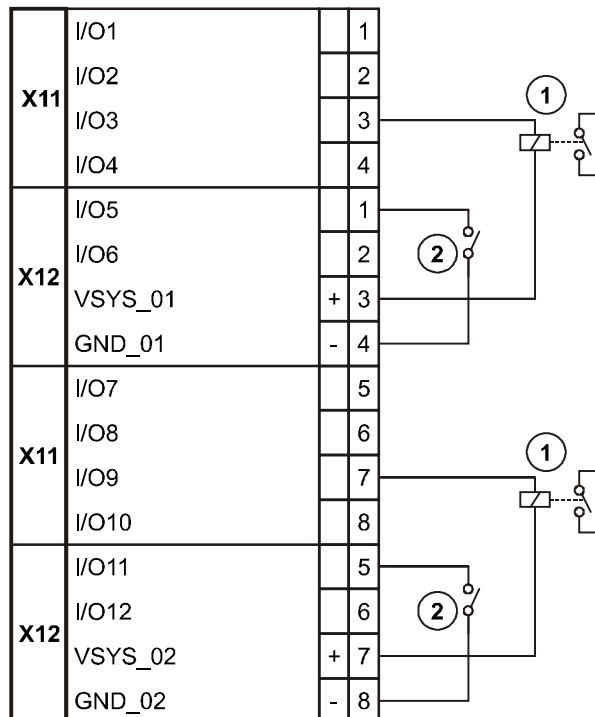 I/O1 1
I/O2 2
X11
1
I/O3 3
I/O4 4
I/O5 1
I/O6 2
2
X12
VSYS_01 + 3
GND_01 - 4
I/O7 5
I/O8 6
X11
1
I/O9 7
I/O10 8
I/O11 5
I/O12 6
2
X12
VSYS_02 + 7
GND_02 - 8